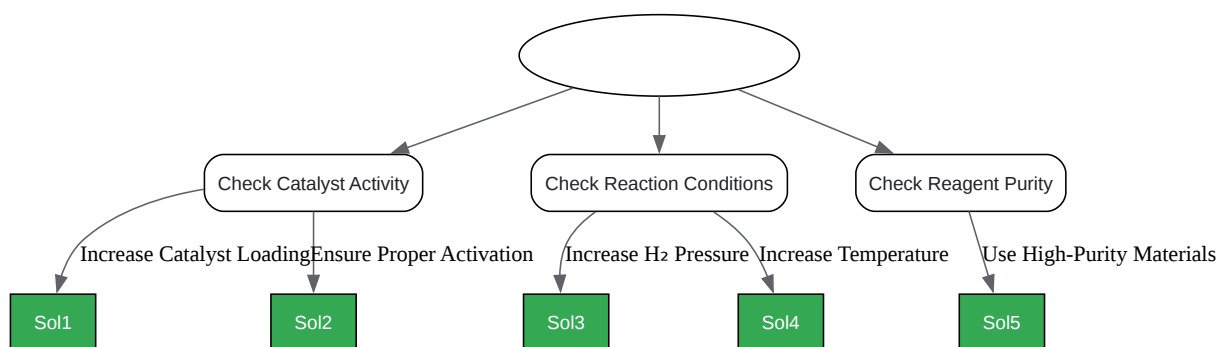 Check Catalyst Activity
Check Reaction Conditions
Check Reagent Purity
Increase Catalyst Loading
Ensure Proper Activation
Increase H₂ Pressure
Increase Temperature
Use High-Purity Materials
Sol1
Sol2
Sol3
Sol4
Sol5